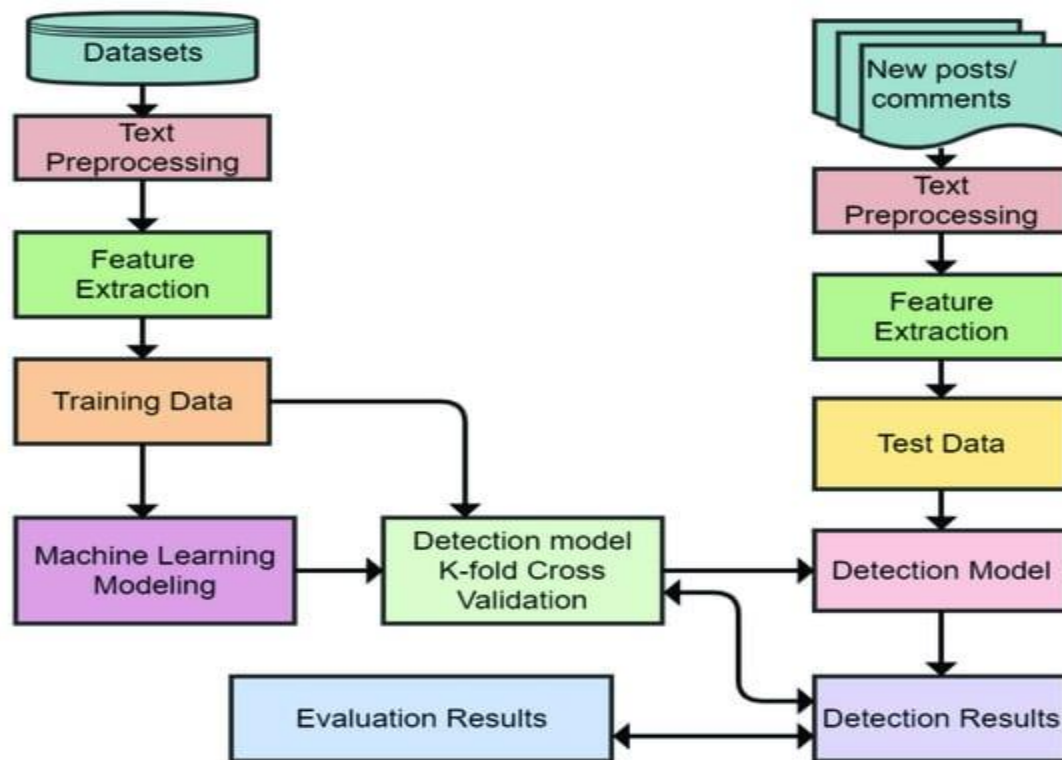 Datasets
Text
Preprocessing
Feature
Extraction
Training Data
Machine Learning
Modeling
Detection model
K-fold Cross
Validation
New posts/
comments
Text
Preprocessing
Feature
Extraction
Test Data
Detection Model
Detection Results
Evaluation Results